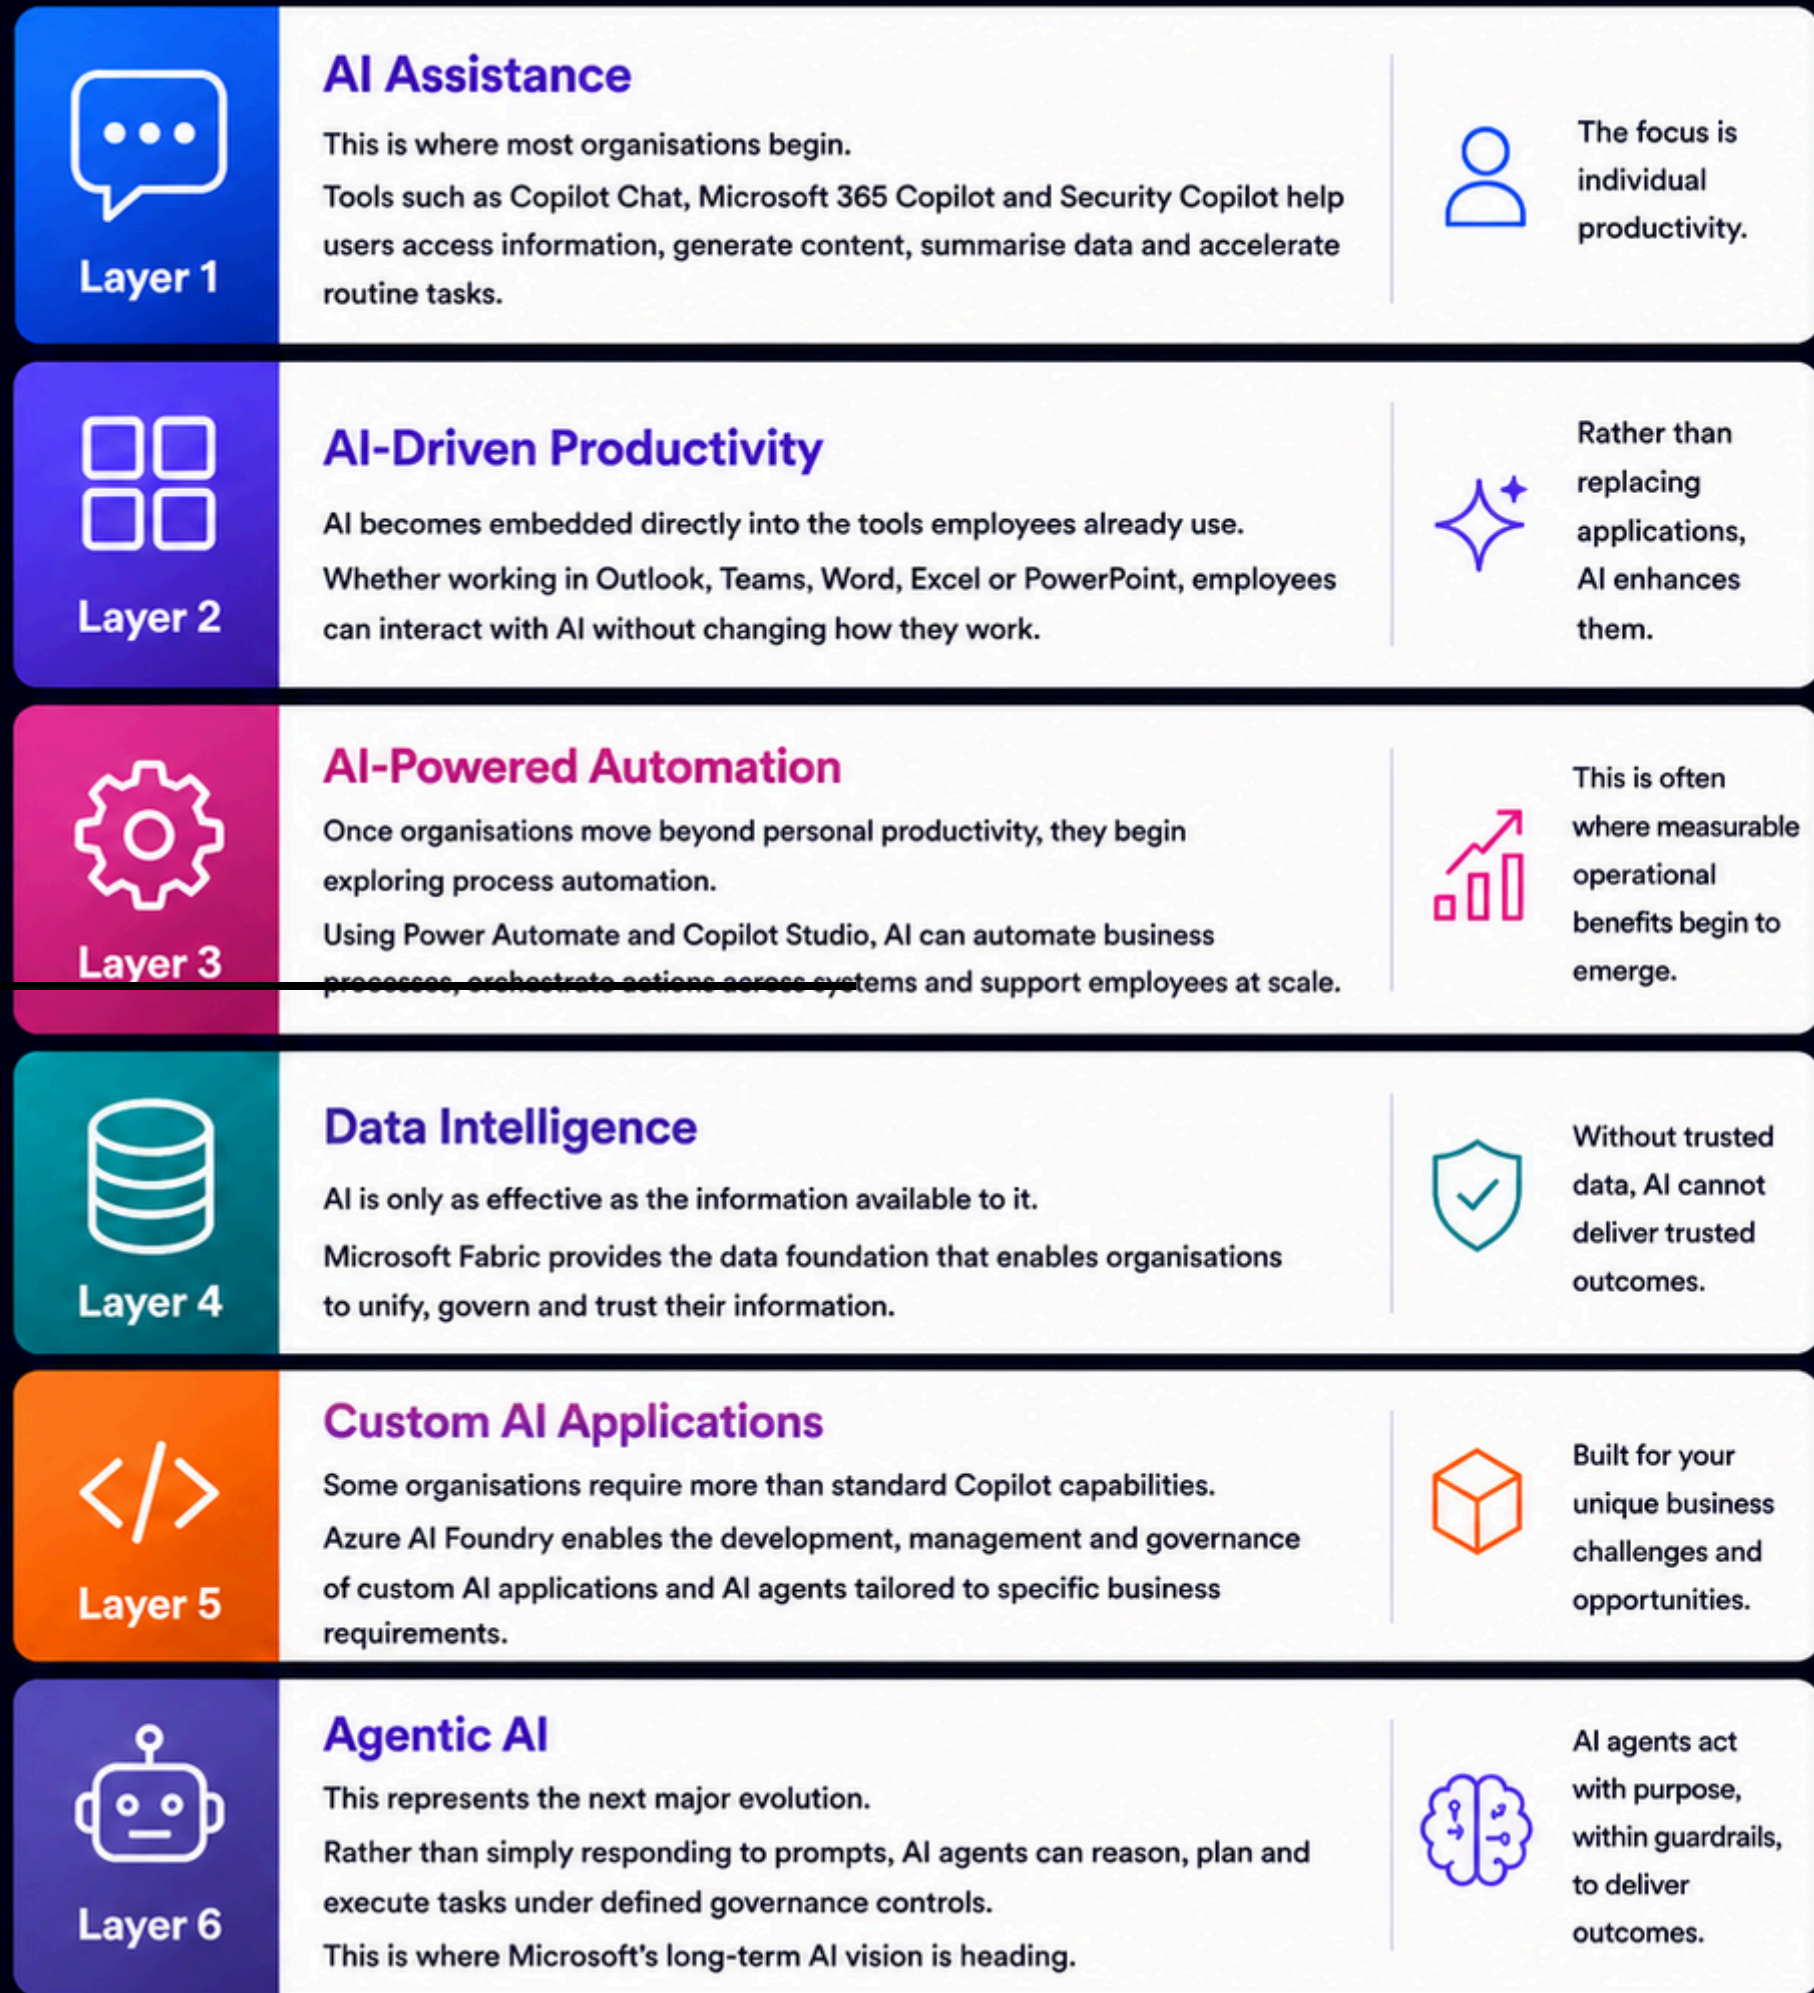 Layer 1
AI Assistance
This is where most organisations begin.
Tools such as Copilot Chat, Microsoft 365 Copilot and Security Copilot help
users access information, generate content, summarise data and accelerate
routine tasks.
The focus is
individual
productivity.
Layer 2
AI-Driven Productivity
AI becomes embedded directly into the tools employees already use.
Whether working in Outlook, Teams, Word, Excel or PowerPoint, employees
can interact with AI without changing how they work.
Rather than
replacing
applications,
AI enhances
them.
Layer 3
AI-Powered Automation
Once organisations move beyond personal productivity, they begin
exploring process automation.
Using Power Automate and Copilot Studio, AI can automate business
processes, orchestrate actions across systems and support employees at scale.
This is often
where measurable
operational
benefits begin to
emerge.
Layer 4
Data Intelligence
AI is only as effective as the information available to it.
Microsoft Fabric provides the data foundation that enables organisations
to unify, govern and trust their information.
Without trusted
data, AI cannot
deliver trusted
outcomes.
Layer 5
Custom AI Applications
Some organisations require more than standard Copilot capabilities.
Azure AI Foundry enables the development, management and governance
of custom AI applications and AI agents tailored to specific business
requirements.
Built for your
unique business
challenges and
opportunities.
Layer 6
Agentic AI
This represents the next major evolution.
Rather than simply responding to prompts, AI agents can reason, plan and
execute tasks under defined governance controls.
This is where Microsoft's long-term AI vision is heading.
AI agents act
with purpose,
within guardrails,
to deliver
outcomes.